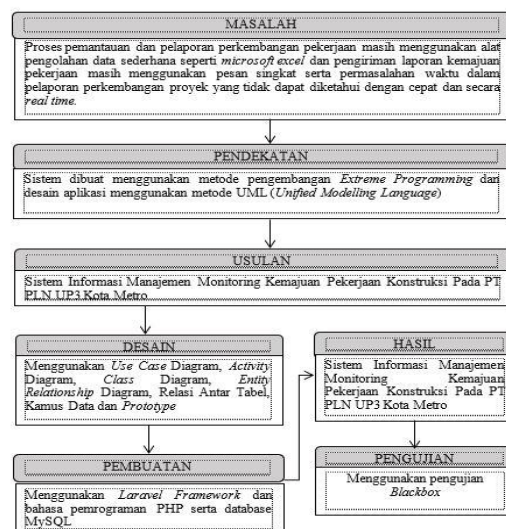 MASALAH
Proses pemantauan dan pelaporan perkembangan pekerjaan masih menggunakan alat
pengolahan data sederhana seperti microsoft excel dan pengiriman laporan kemajuan
pekerjaan masih menggunakan pesan singkat serta permasalahan waktu dalam
pelaporan perkembangan proyek yang tidak dapat diketahui dengan cepat dan secara
real time.
PENDEKATAN
Sistem dibuat menggunakan metode pengembangan Extreme Programming dan
desain aplikasi menggunakan metode UML (Unified Modelling Language)
USULAN
Sistem Informasi Manajemen Monitoring Kemajuan Pekerjaan Konstruksi Pada PT
PLN UP3 Kota Metro
DESAIN
Menggunakan Use Case Diagram, Activity
Diagram, Class Diagram, Entity
Relationship Diagram, Relasi Antar Tabel,
Kamus Data dan Prototype
PEMBUATAN
Menggunakan Laravel Framework dan
bahasa pemrograman PHP serta database
MySQL
HASIL
Sistem Informasi Manajemen
Monitoring Kemajuan
Pekerjaan Konstruksi Pada PT
PLN UP3 Kota Metro
PENGUJIAN
Menggunakan pengujian
Blackbox